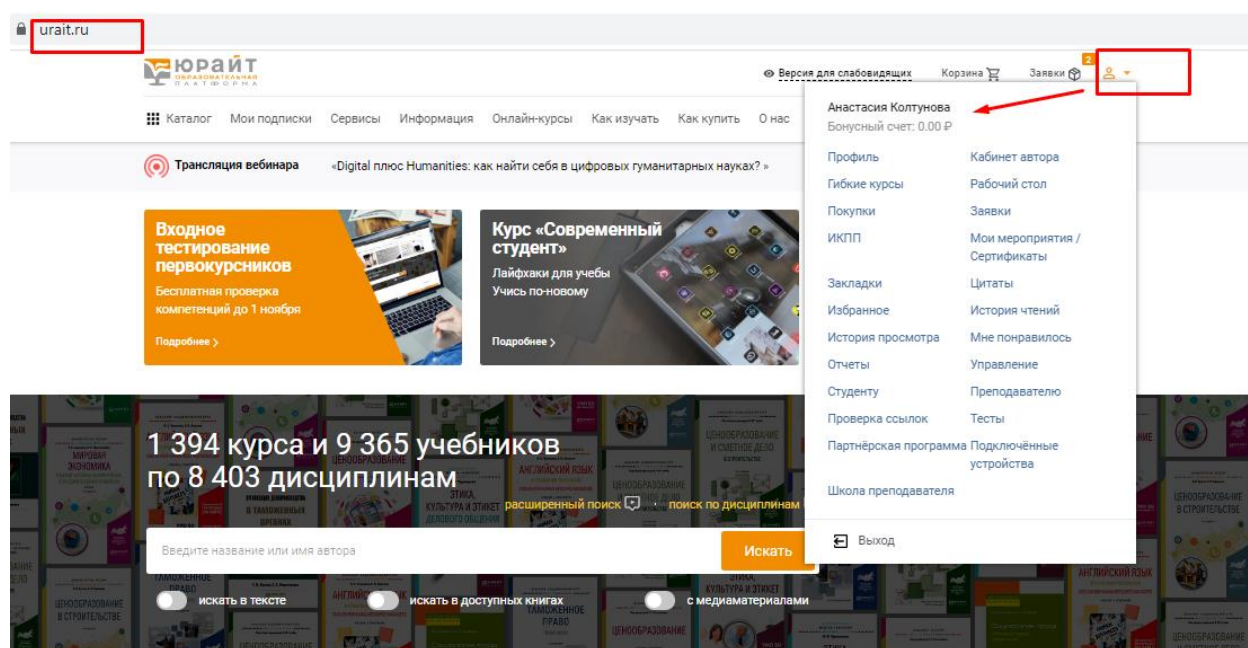 urait.ru
юрайт
ОБРАЗОВАТЕЛЬНАЯ
ПЛАТФОРМА
Версия для слабовидящих
Корзина
Заявки
2
Каталог Мои подписки Сервисы Информация Онлайн-курсы Как изучать Как купить О нас
Трансляция вебинара «Digital плюс Humanities: как найти себя в цифровых гуманитарных науках? »
Входное
тестирование
первокурсников
Бесплатная проверка
компетенций до 1 ноября
Подробнее
Курс «Современный
студент»
Лайфхаки для учебы
Учись по-новому
Подробнее
Анастасия Колтунова
Бонусный счет: 0.00 ₽
Профиль Кабинет автора
Гибкие курсы Рабочий стол
Покупки Заявки
ИКПП Мои мероприятия /
Сертификаты
Закладки Цитаты
Избранное История чтений
История просмотра Мне понравилось
Отчеты Управление
Студенту Преподавателю
Проверка ссылок Тесты
Партнёрская программа Подключённые
устройства
Школа преподавателя
Выход
1 394 курса и 9 365 учебников
по 8 403 дисциплинам
расширенный поиск
поиск по дисциплинам
Введите название или имя автора
Искать
искать в тексте
искать в доступных книгах
с медиаматериалами